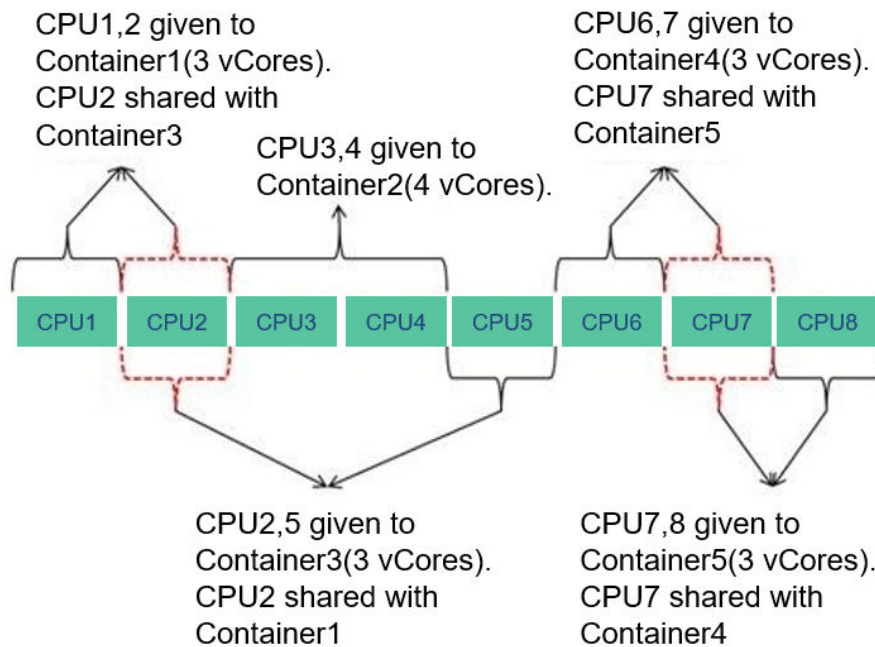 CPU1,2 given to
Container1(3 vCores).
CPU2 shared with
Container3
CPU3,4 given to
Container2(4 vCores).
CPU6,7 given to
Container4(3 vCores).
CPU7 shared with
Container5
CPU1 CPU2 CPU3 CPU4 CPU5 CPU6 CPU7 CPU8
CPU2,5 given to
Container3(3 vCores).
CPU2 shared with
Container1
CPU7,8 given to
Container5(3 vCores).
CPU7 shared with
Container4